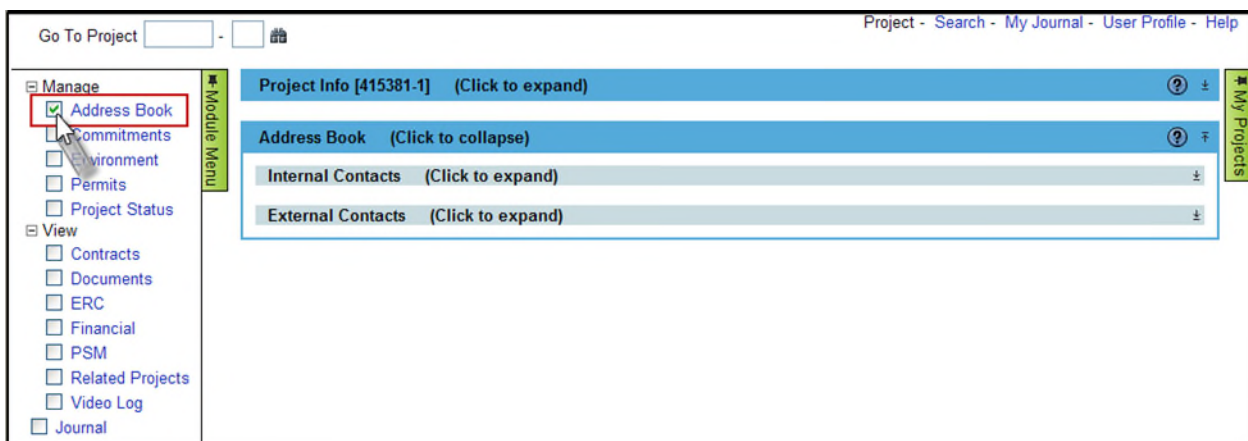 Go To Project - Project - Search - My Journal - User Profile - Help
Manage
Address Book
Commitments
Environment
Permits
Project Status
View
Contracts
Documents
ERC
Financial
PSM
Related Projects
Video Log
Journal
Module Menu
Project Info [415381-1] (Click to expand) ?
Address Book (Click to collapse) ?
Internal Contacts (Click to expand)
External Contacts (Click to expand)
My Projects